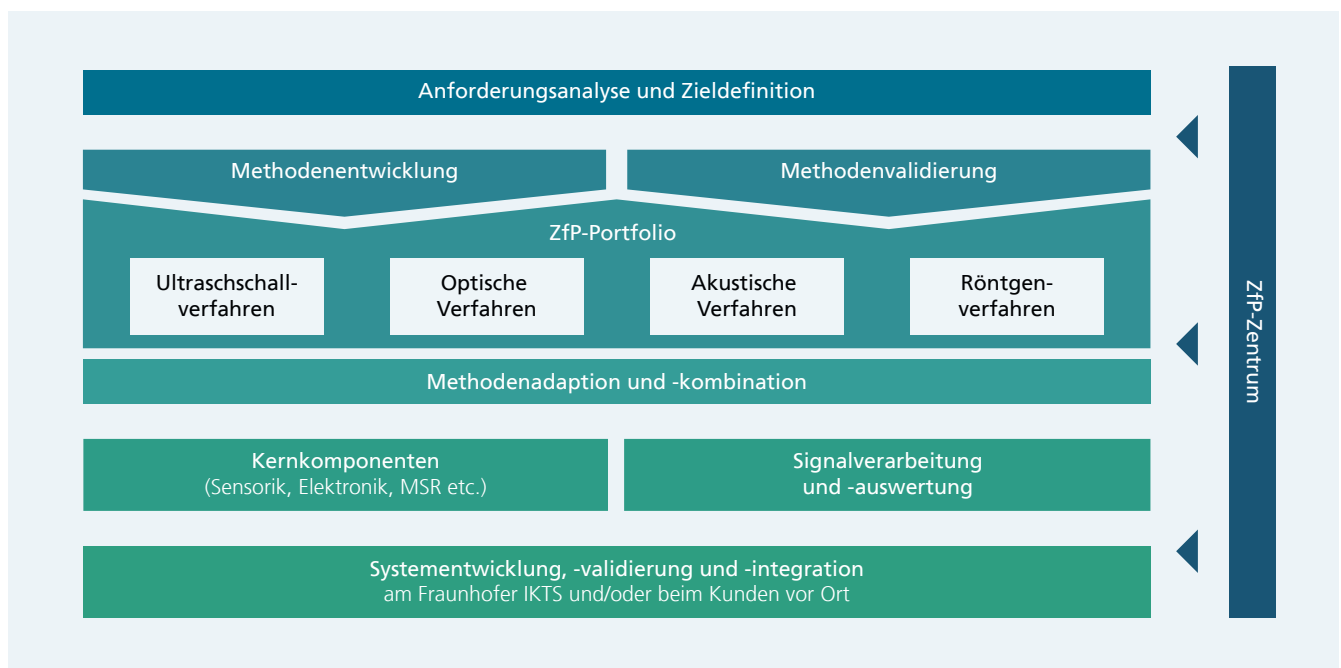 Anforderungsanalyse und Zieldefinition
Methodenentwicklung
Methodenvalidierung
ZfP-Portfolio
Ultraschschall-
verfahren
Optische
Verfahren
Akustische
Verfahren
Röntgen-
verfahren
Methodenadaption und -kombination
Kernkomponenten
(Sensorik, Elektronik, MSR etc.)
Signalverarbeitung
und -auswertung
Systementwicklung, -validierung und -integration
am Fraunhofer IKTS und/oder beim Kunden vor Ort
ZfP-Zentrum